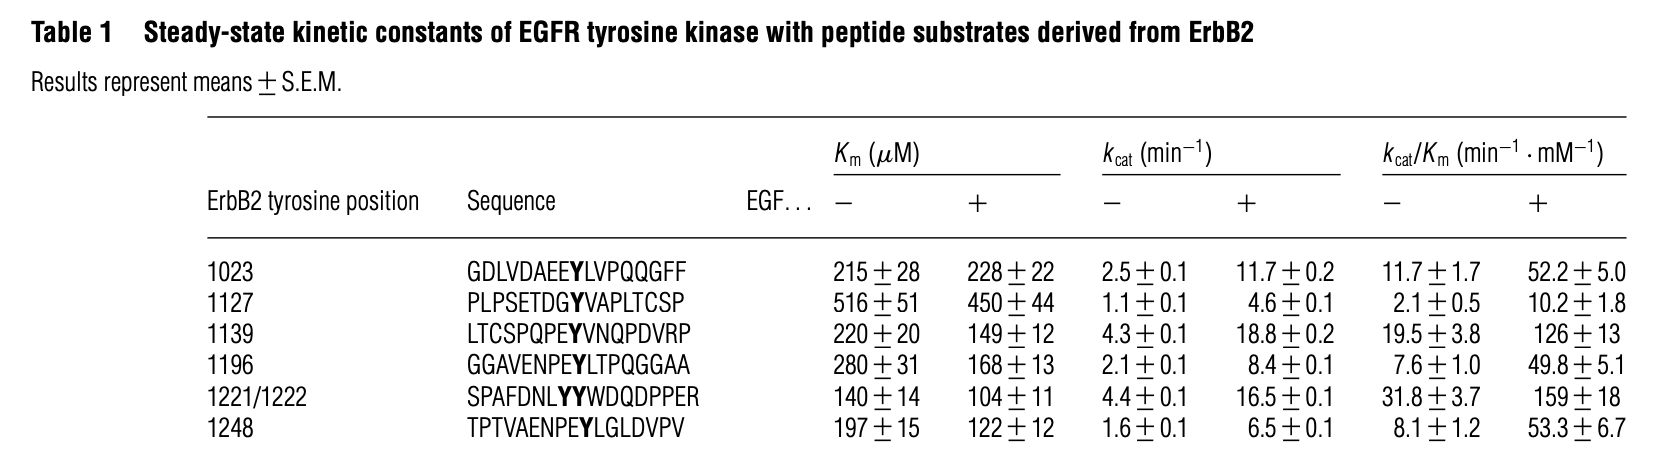 Table 1 Steady-state kinetic constants of EGFR tyrosine kinase with peptide substrates derived from ErbB2
Results represent means ± S.E.M.
Km (μM) kcat (min−1) kcat/Km (min−1 · mM−1)
ErbB2 tyrosine position Sequence EGF... − + − + − +
1023 GDLVDAEEYLVPQQGFF 215 ± 28 228 ± 22 2.5 ± 0.1 11.7 ± 0.2 11.7 ± 1.7 52.2 ± 5.0
1127 PLPSETDGYVAPLTCSP 516 ± 51 450 ± 44 1.1 ± 0.1 4.6 ± 0.1 2.1 ± 0.5 10.2 ± 1.8
1139 LTCSPQPEYVNQPDVRP 220 ± 20 149 ± 12 4.3 ± 0.1 18.8 ± 0.2 19.5 ± 3.8 126 ± 13
1196 GGAVENPEYLTPQGGAA 280 ± 31 168 ± 13 2.1 ± 0.1 8.4 ± 0.1 7.6 ± 1.0 49.8 ± 5.1
1221/1222 SPAFDNLYYWDQDPPER 140 ± 14 104 ± 11 4.4 ± 0.1 16.5 ± 0.1 31.8 ± 3.7 159 ± 18
1248 TPTVAENPEYLGLDVPV 197 ± 15 122 ± 12 1.6 ± 0.1 6.5 ± 0.1 8.1 ± 1.2 53.3 ± 6.7